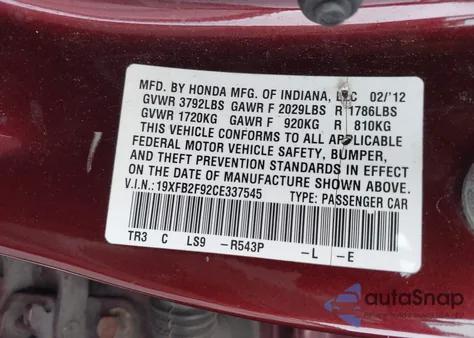 MFD. BY HONDA MFG. OF INDIANA, LLC 02/'12
GVWR 3792LBS GAWR F 2029LBS R 1786LBS
GVWR 1720KG GAWR F 920KG R 810KG
THIS VEHICLE CONFORMS TO ALL APPLICABLE
FEDERAL MOTOR VEHICLE SAFETY, BUMPER,
AND THEFT PREVENTION STANDARDS IN EFFECT
ON THE DATE OF MANUFACTURE SHOWN ABOVE.
V.I.N.: 19XFB2F92CE337545 TYPE: PASSENGER CAR
TR3 C LS9 -R543P -L -E
autoSnap